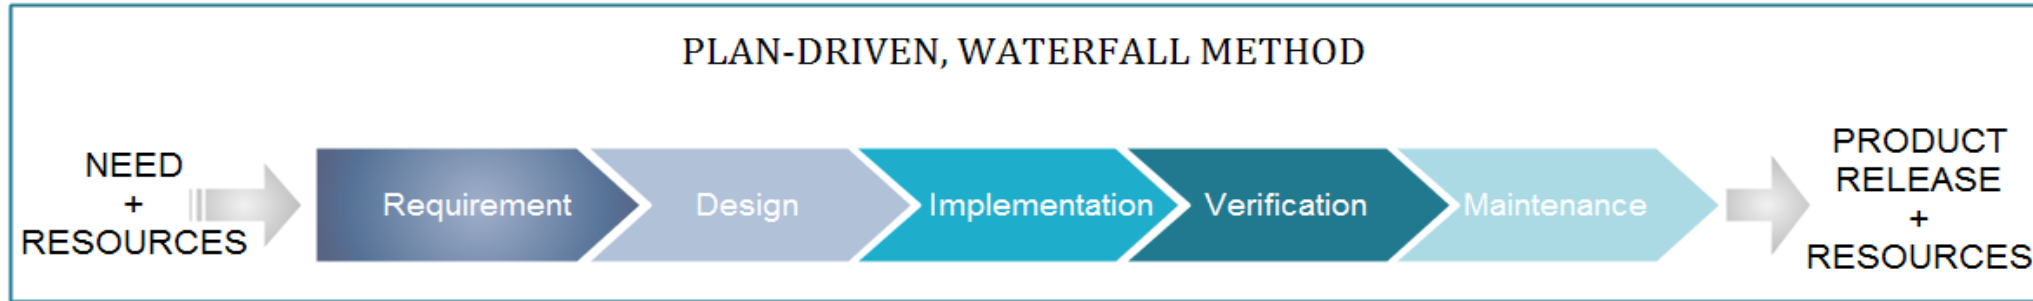 PLAN-DRIVEN, WATERFALL METHOD
NEED
+
RESOURCES
Requirement
Design
Implementation
Verification
Maintenance
PRODUCT
RELEASE
+
RESOURCES